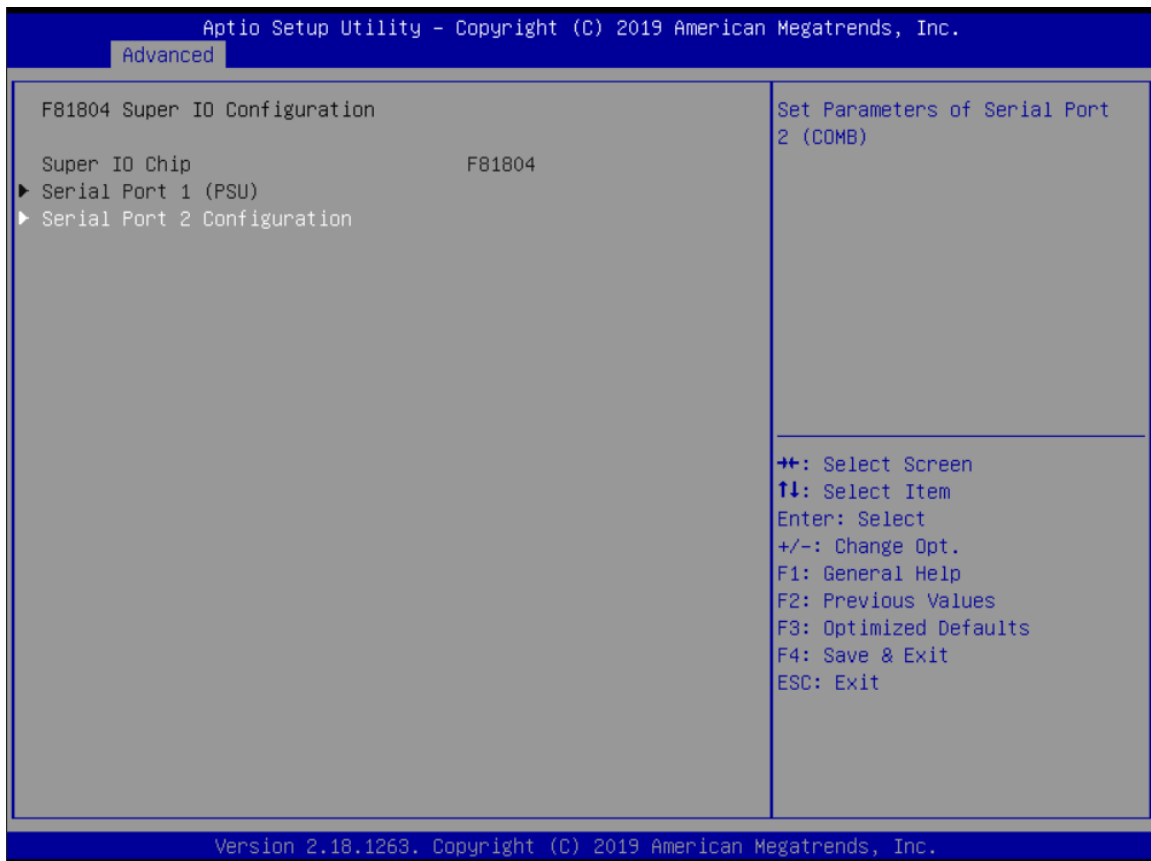 Aptio Setup Utility – Copyright (C) 2019 American Megatrends, Inc.
Advanced
F81804 Super IO Configuration
Super IO Chip F81804
▶ Serial Port 1 (PSU)
▶ Serial Port 2 Configuration
Set Parameters of Serial Port
2 (COMB)
→←: Select Screen
↑↓: Select Item
Enter: Select
+/-: Change Opt.
F1: General Help
F2: Previous Values
F3: Optimized Defaults
F4: Save & Exit
ESC: Exit
Version 2.18.1263. Copyright (C) 2019 American Megatrends, Inc.